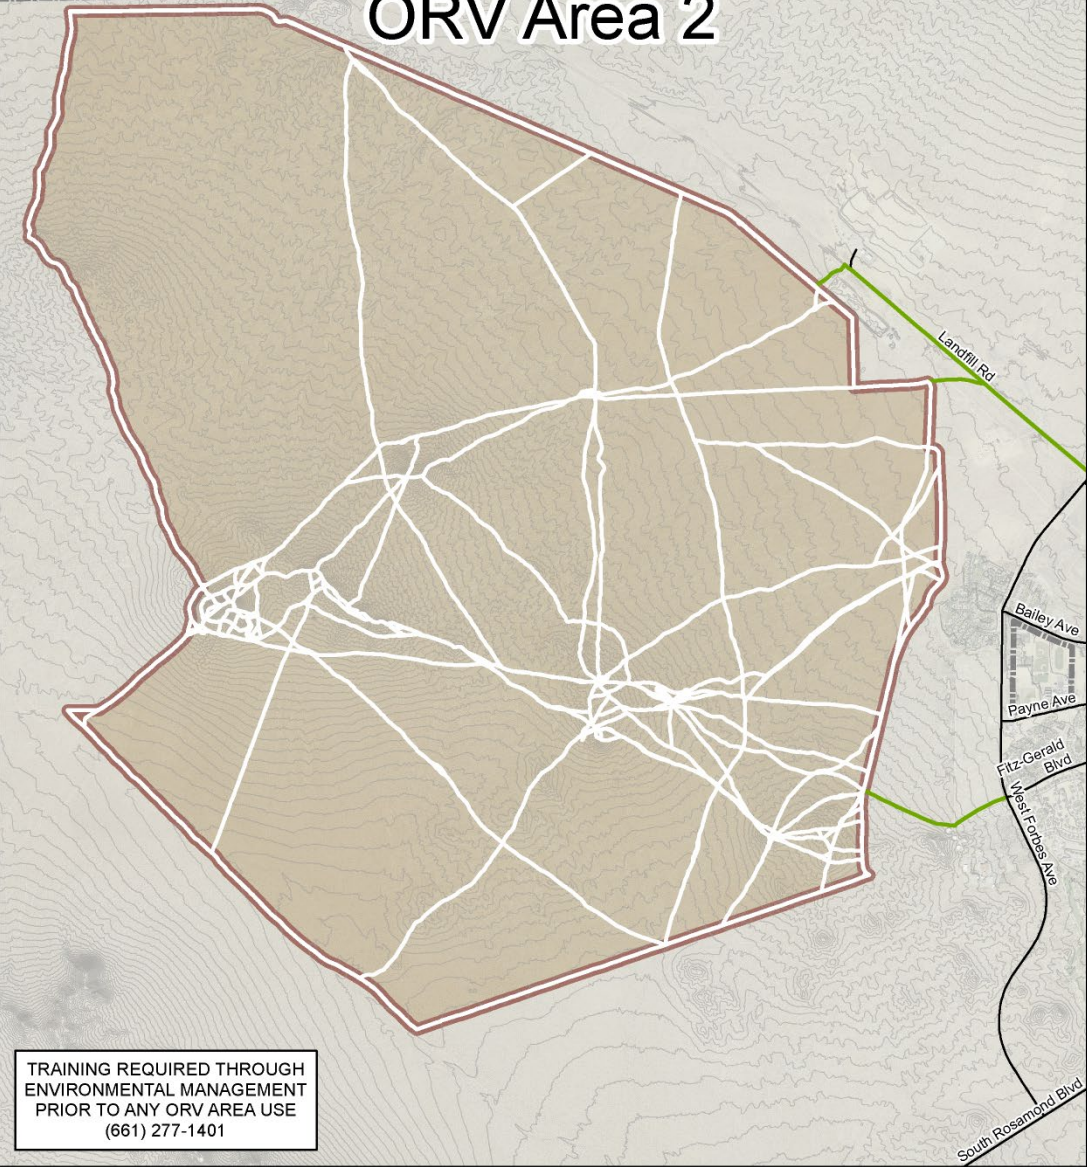 ORV Area 2
Landfill Rd
Bailey Ave
Payne Ave
Fitz-Gerald
Blvd
West Forbes Ave
TRAINING REQUIRED THROUGH
ENVIRONMENTAL MANAGEMENT
PRIOR TO ANY ORV AREA USE
(661) 277-1401
South Rosamond Blvd